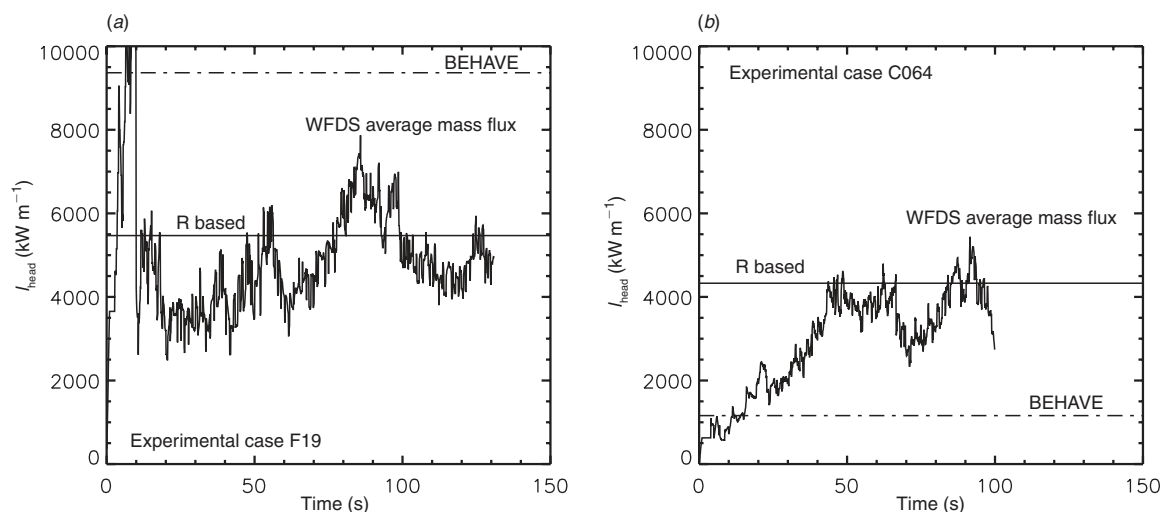 (a)
10000
8000
6000
4000
2000
0
I head (kW m−1)
BEHAVE
WFDS average mass flux
R based
Experimental case F19
0 50 100 150
Time (s)
(b)
10000
8000
6000
4000
2000
0
I head (kW m−1)
Experimental case C064
WFDS average mass flux
R based
BEHAVE
0 50 100 150
Time (s)